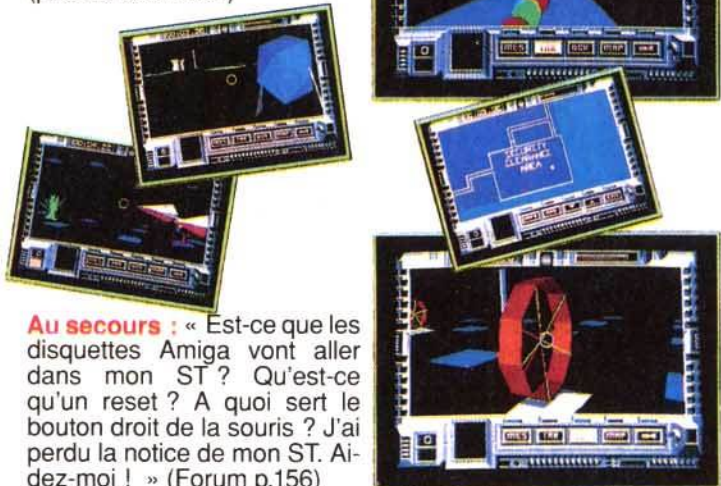 SECURITY
CLEARANCE
AREA
Au secours : « Est-ce que les
disquettes Amiga vont aller
dans mon ST ? Qu'est-ce
qu'un reset ? A quoi sert le
bouton droit de la souris ? J'ai
perdu la notice de mon ST. Ai-
dez-moi ! » (Forum p.156)